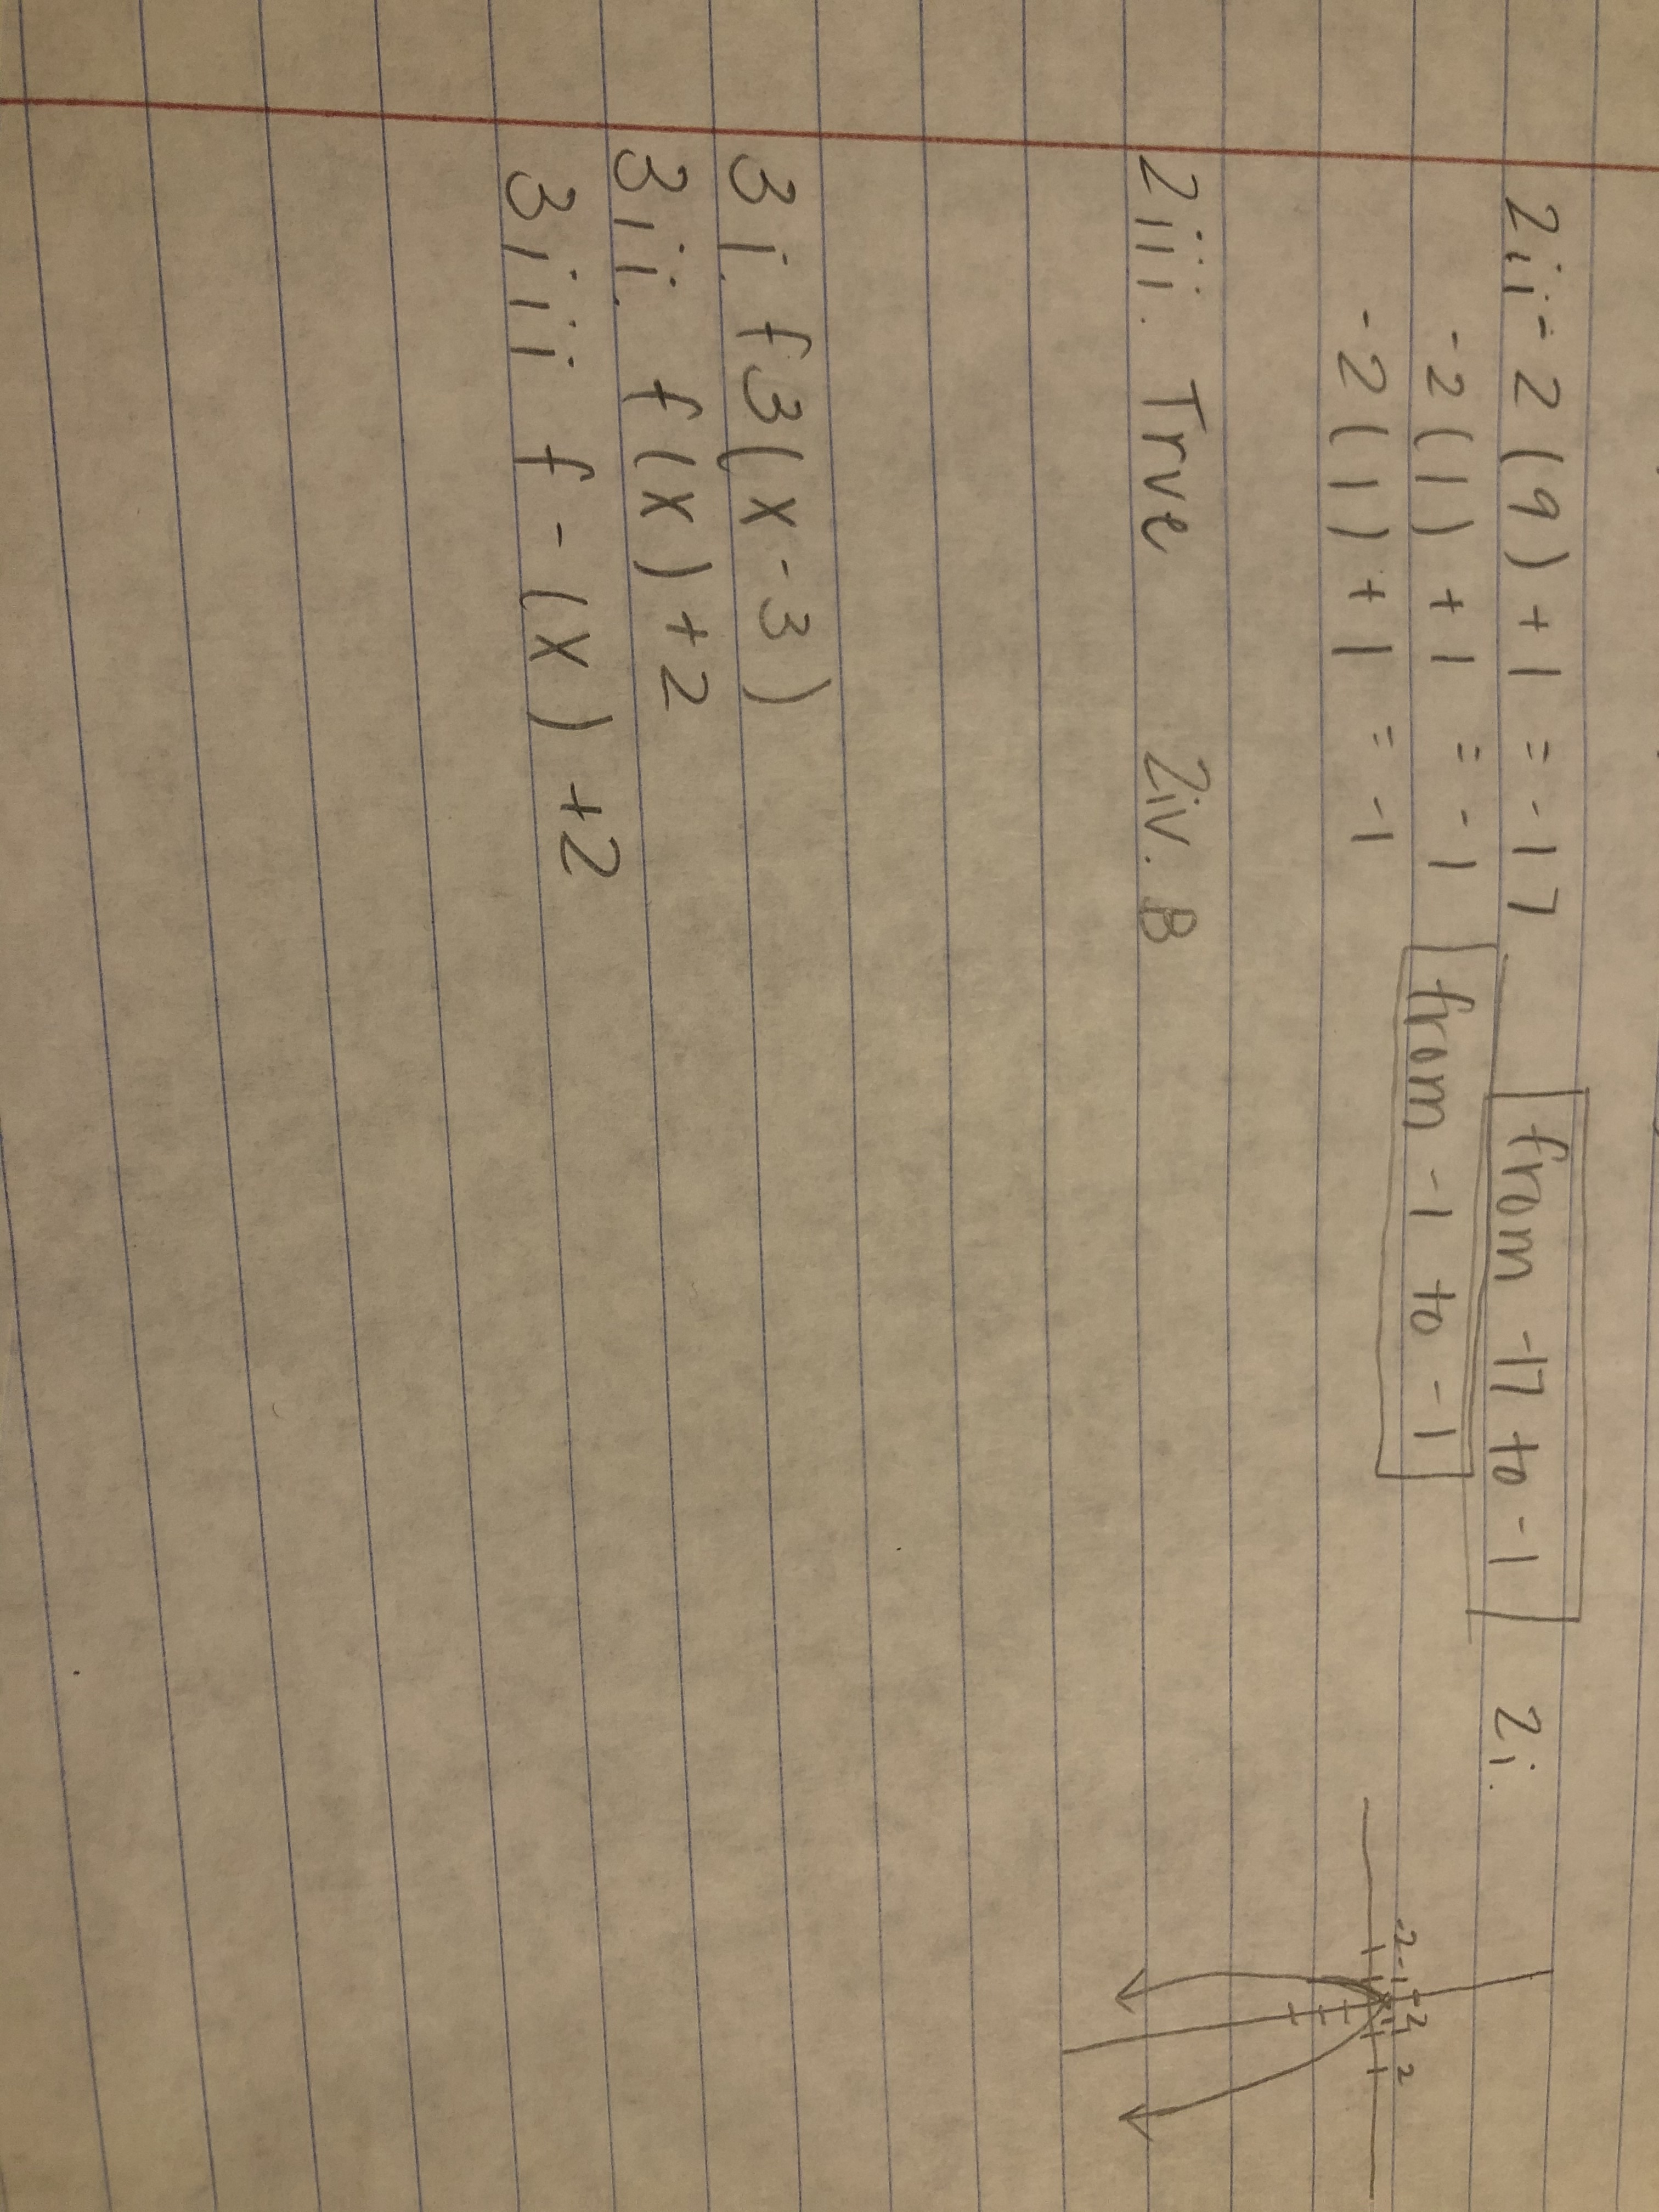 2ii - 2(9) + 1 = -17 from -17 to -1 2i.
-2(1) + 1 = -1 from -1 to -1
-2(1) + 1 = -1
-2 -1 1 2
2
2iii. True 2iv. B
3i. f3(x-3)
3ii. f(x)+2
3iii f-(x)+2